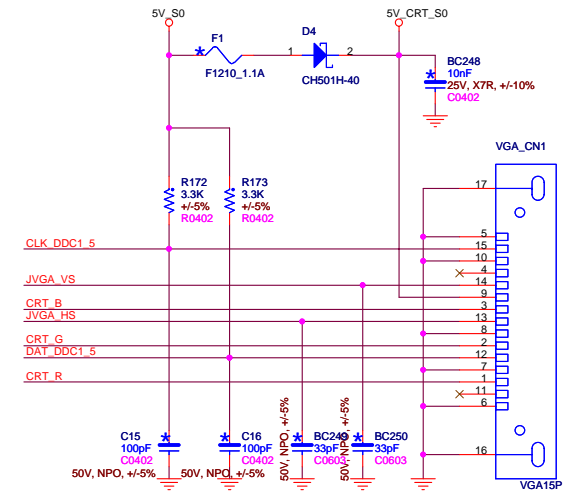 5V_S0
5V_CRT_S0
F1
F1210_1.1A
D4
1
2
CH501H-40
BC248
10nF
25V, X7R, +/-10%
C0402
VGA_CN1
R172
3.3K
+/-5%
R0402
R173
3.3K
+/-5%
R0402
17
CLK_DDC1_5
JVGA_VS
CRT_B
JVGA_HS
CRT_G
DAT_DDC1_5
CRT_R
5
15
10
4
14
9
3
13
8
2
12
7
1
11
6
16
C15
100pF
C0402
50V, NPO, +/-5%
C16
100pF
C0402
50V, NPO, +/-5%
BC249
33pF
C0603
50V, NPO, +/-5%
BC250
33pF
C0603
50V, NPO, +/-5%
VGA15P